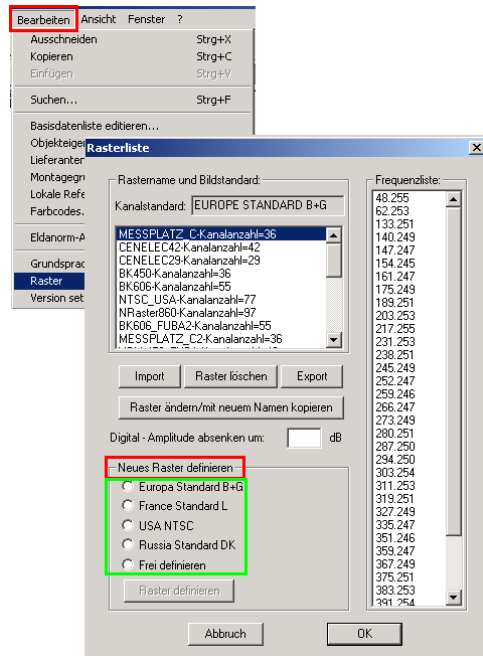 Bearbeiten Ansicht Fenster ?
Ausschneiden Strg+X
Kopieren Strg+C
Einfügen Strg+V
Suchen... Strg+F
Basisdatenliste editieren...
Objekteiger
Lieferanten
Montagegru
Lokale Refe
Farbcodes.
Eldanorm-A
Grundsprac
Raster
Version set
Rasterliste
Rastername und Bildstandard:
Kanalstandard: EUROPE STANDARD B+G
MESSPLATZ_C-Kanalanzahl=36
CENELEC42-Kanalanzahl=42
CENELEC29-Kanalanzahl=29
BK450-Kanalanzahl=36
BK606-Kanalanzahl=55
NTSC_USA-Kanalanzahl=77
NRaster860-Kanalanzahl=97
BK606_FUBA2-Kanalanzahl=55
MESSPLATZ_C2-Kanalanzahl=36
Import Raster löschen Export
Raster ändern/mit neuem Namen kopieren
Digital - Amplitude absenken um: dB
Neues Raster definieren
Europa Standard B+G
France Standard L
USA NTSC
Russia Standard DK
Frei definieren
Raster definieren
Frequenzliste:
48.255
62.253
133.251
140.249
147.247
154.245
161.247
175.249
189.251
203.253
217.255
231.253
238.251
245.249
252.247
259.246
266.247
273.249
280.251
287.250
294.250
303.254
311.253
319.251
327.249
335.247
351.246
359.247
367.249
375.251
383.253
391.254
Abbruch OK